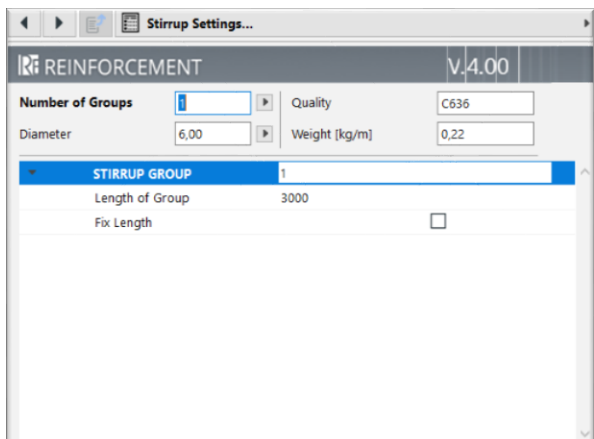 Stirrup Settings...
REINFORCEMENT V.4.00
Number of Groups 1 Quality C636
Diameter 6,00 Weight [kg/m] 0,22
STIRRUP GROUP 1
Length of Group 3000
Fix Length